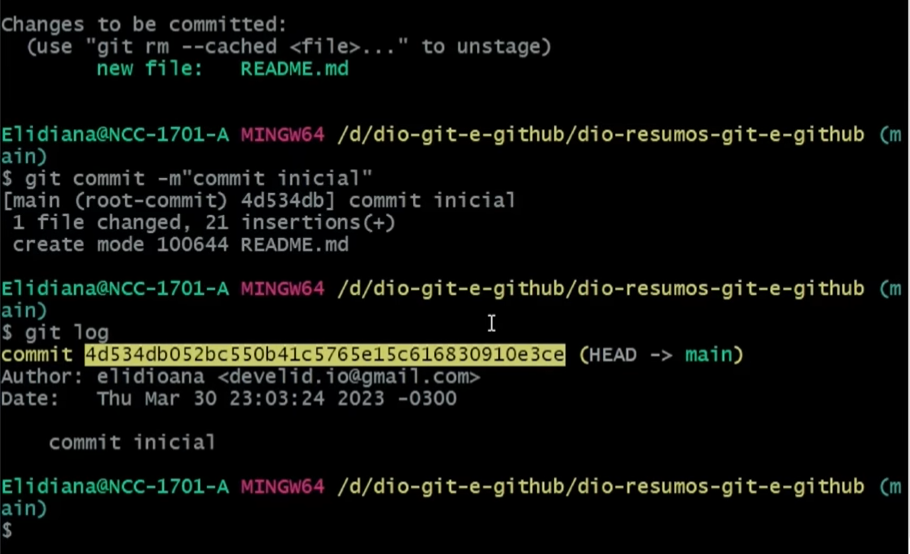 Changes to be committed:
  (use "git rm --cached <file>..." to unstage)
        new file:   README.md
Elidiana@NCC-1701-A MINGW64 /d/dio-git-e-github/dio-resumos-git-e-github (m
ain)
$ git commit -m"commit inicial"
[main (root-commit) 4d534db] commit inicial
 1 file changed, 21 insertions(+)
 create mode 100644 README.md
Elidiana@NCC-1701-A MINGW64 /d/dio-git-e-github/dio-resumos-git-e-github (m
ain)
$ git log
commit 4d534db052bc550b41c5765e15c616830910e3ce (HEAD -> main)
Author: elidioana <develid.io@gmail.com>
Date:   Thu Mar 30 23:03:24 2023 -0300
    commit inicial
Elidiana@NCC-1701-A MINGW64 /d/dio-git-e-github/dio-resumos-git-e-github (m
ain)
$